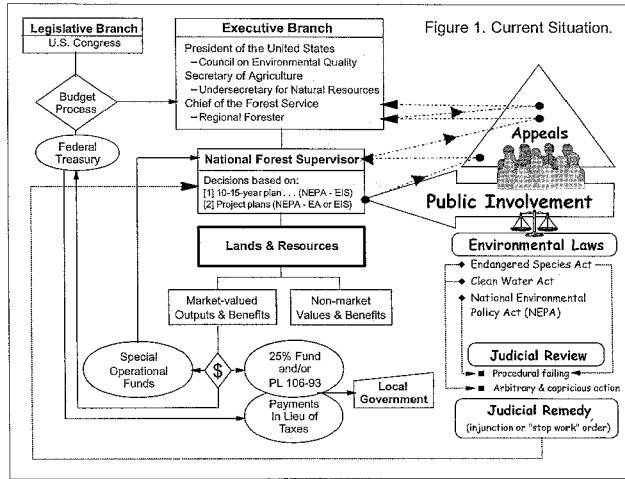 Figure 1. Current Situation.
Legislative Branch
U.S. Congress
Budget
Process
Federal
Treasury
Executive Branch
President of the United States
– Council on Environmental Quality
Secretary of Agriculture
– Undersecretary for Natural Resources
Chief of the Forest Service
– Regional Forester
National Forest Supervisor
Decisions based on:
[1] 10-15-year plan . . . (NEPA - EIS)
[2] Project plans (NEPA - EA or EIS)
Appeals
Public Involvement
Lands & Resources
Market-valued
Outputs & Benefits
Non-market
Values & Benefits
Special
Operational
Funds
$
25% Fund
and/or
PL 106-93
Payments
In Lieu of
Taxes
Local
Government
Environmental Laws
Endangered Species Act
Clean Water Act
National Environmental
Policy Act (NEPA)
Judicial Review
Procedural failing
Arbitrary & copricious action
Judicial Remedy
(injunction or "stop work" order)